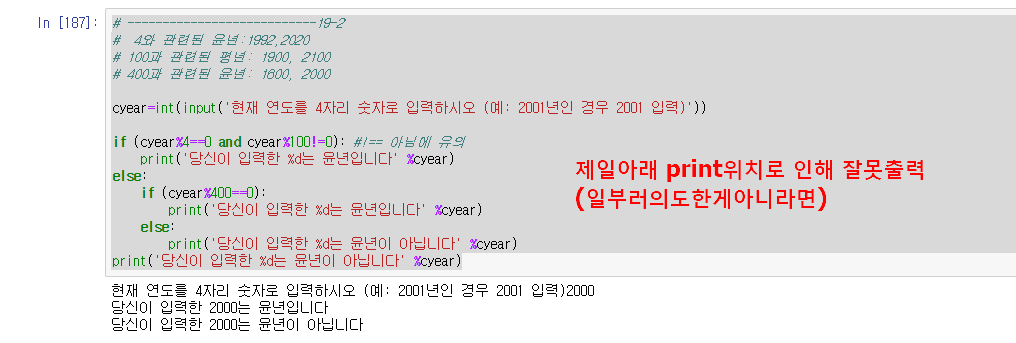 In [187]:
# ---------------------------19-2
#  4와 관련된 윤년:1992,2020
# 100과 관련된 평년: 1900, 2100
# 400과 관련된 윤년: 1600, 2000
cyear=int(input('현재 연도를 4자리 숫자로 입력하시오 (예: 2001년인 경우 2001 입력)'))
if (cyear%4==0 and cyear%100!=0): #!== 아님에 유의
    print('당신이 입력한 %d는 윤년입니다' %cyear)
else:
    if (cyear%400==0):
        print('당신이 입력한 %d는 윤년입니다' %cyear)
    else:
        print('당신이 입력한 %d는 윤년이 아닙니다' %cyear)
print('당신이 입력한 %d는 윤년이 아닙니다' %cyear)
제일아래 print위치로 인해 잘못출력
(일부러의도한게아니라면)
현재 연도를 4자리 숫자로 입력하시오 (예: 2001년인 경우 2001 입력)2000
당신이 입력한 2000는 윤년입니다
당신이 입력한 2000는 윤년이 아닙니다